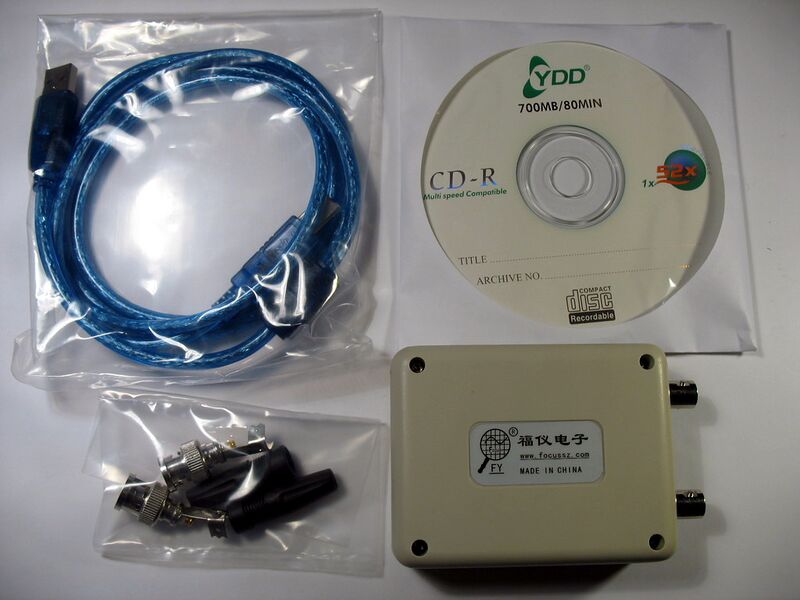 YDD®
700MB/80MIN
CD-R
Multi speed Compatible
1x 52x
TITLE
ARCHIVE NO.
COMPACT
disc
Recordable
福仪电子®
www.focussz.com
FY
MADE IN CHINA